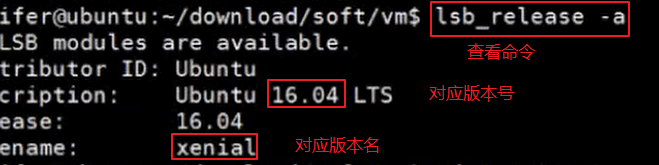 ifer@ubuntu:~/download/soft/vm$ lsb_release -a
LSB modules are available.
查看命令
tributor ID: Ubuntu
cription: Ubuntu 16.04 LTS 对应版本号
ease: 16.04
ename: xenial 对应版本名